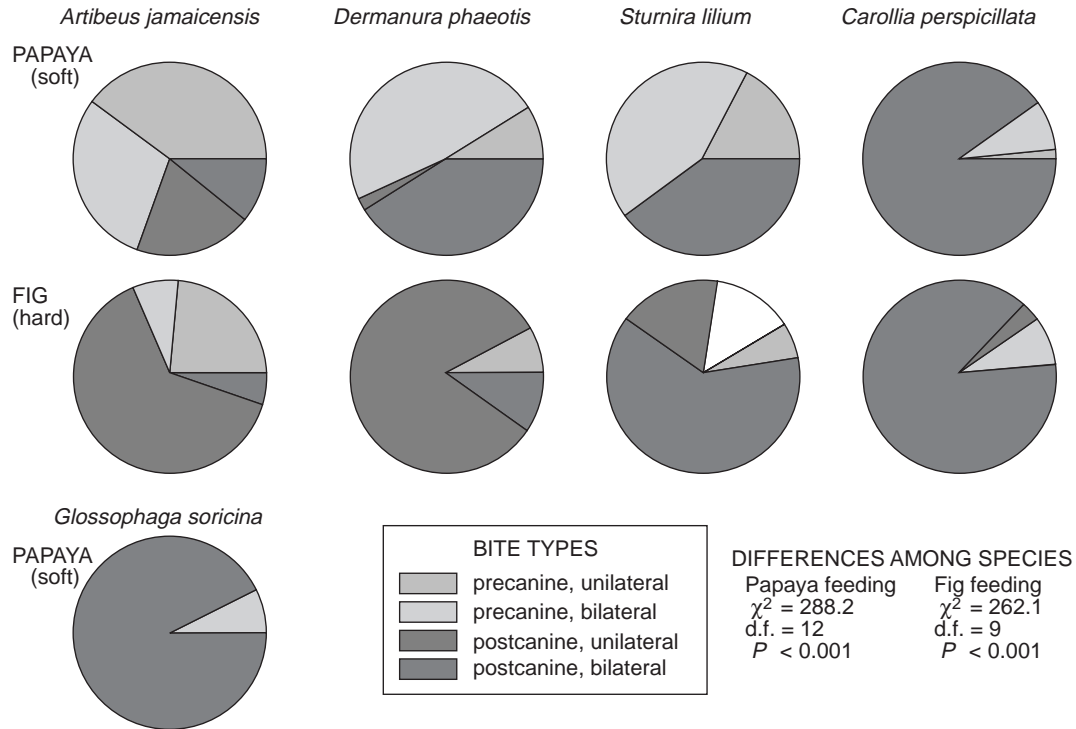 Artibeus jamaicensis
Dermanura phaeotis
Sturnira lilium
Carollia perspicillata
PAPAYA
(soft)
FIG
(hard)
Glossophaga soricina
PAPAYA
(soft)
BITE TYPES
precanine, unilateral
precanine, bilateral
postcanine, unilateral
postcanine, bilateral
DIFFERENCES AMONG SPECIES
Papaya feeding
χ² = 288.2
d.f. = 12
P < 0.001
Fig feeding
χ² = 262.1
d.f. = 9
P < 0.001